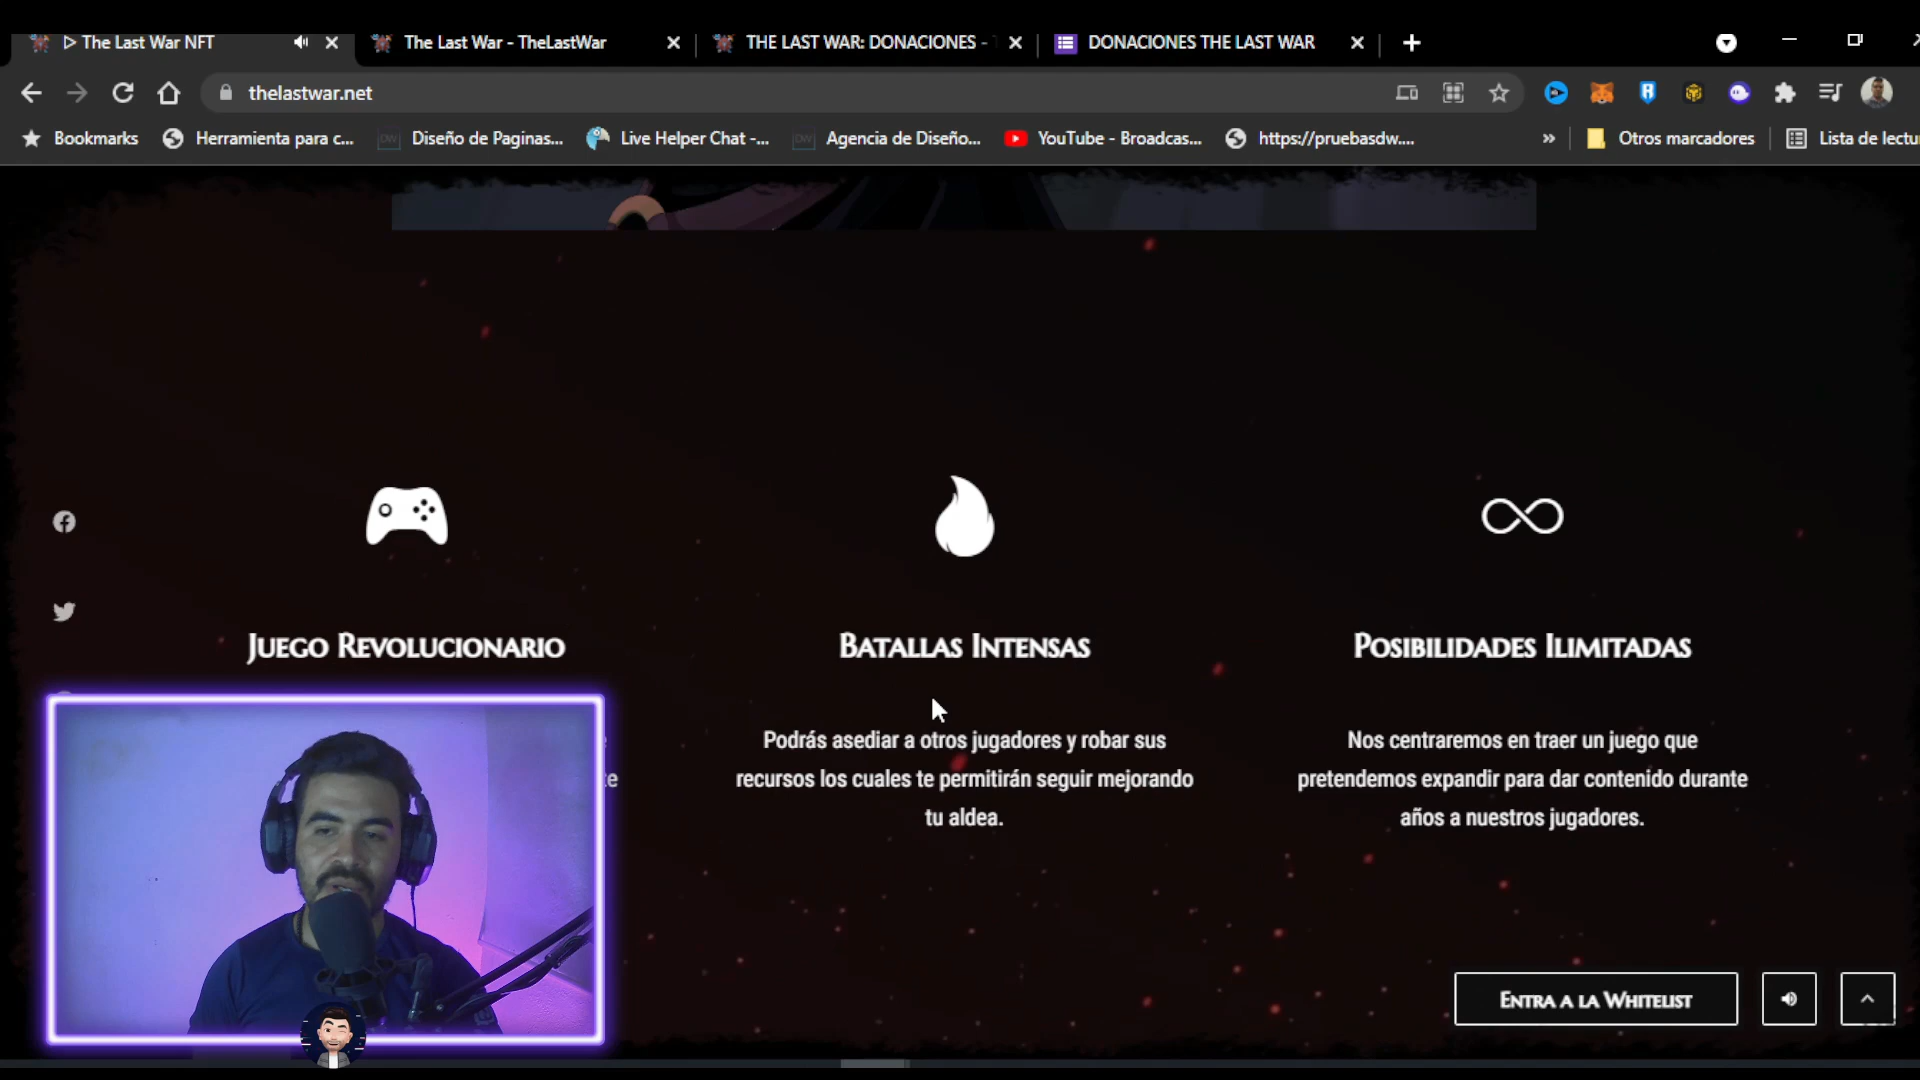 ▷ The Last War NFT
The Last War - TheLastWar
THE LAST WAR: DONACIONES -
DONACIONES THE LAST WAR
thelastwar.net
Bookmarks
Herramienta para c...
Diseño de Paginas...
Live Helper Chat -...
Agencia de Diseño...
YouTube - Broadcas...
https://pruebasdw....
»
Otros marcadores
Lista de lectu
JUEGO REVOLUCIONARIO
BATALLAS INTENSAS
POSIBILIDADES ILIMITADAS
Podrás asediar a otros jugadores y robar sus
recursos los cuales te permitirán seguir mejorando
tu aldea.
Nos centraremos en traer un juego que
pretendemos expandir para dar contenido durante
años a nuestros jugadores.
ENTRA A LA WHITELIST